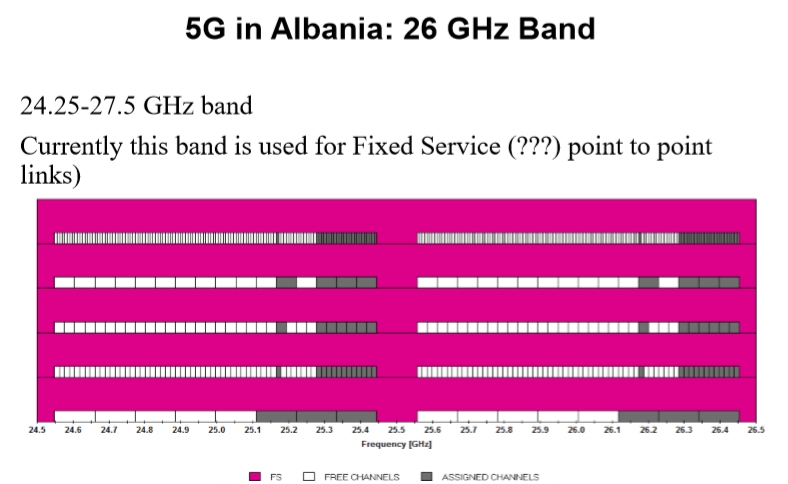 5G in Albania: 26 GHz Band
24.25-27.5 GHz band
Currently this band is used for Fixed Service (???) point to point
links)
24.5 24.6 24.7 24.8 24.9 25.0 25.1 25.2 25.3 25.4 25.5 25.6 25.7 25.8 25.9 26.0 26.1 26.2 26.3 26.4 26.5
Frequency [GHz]
FS FREE CHANNELS ASSIGNED CHANNELS